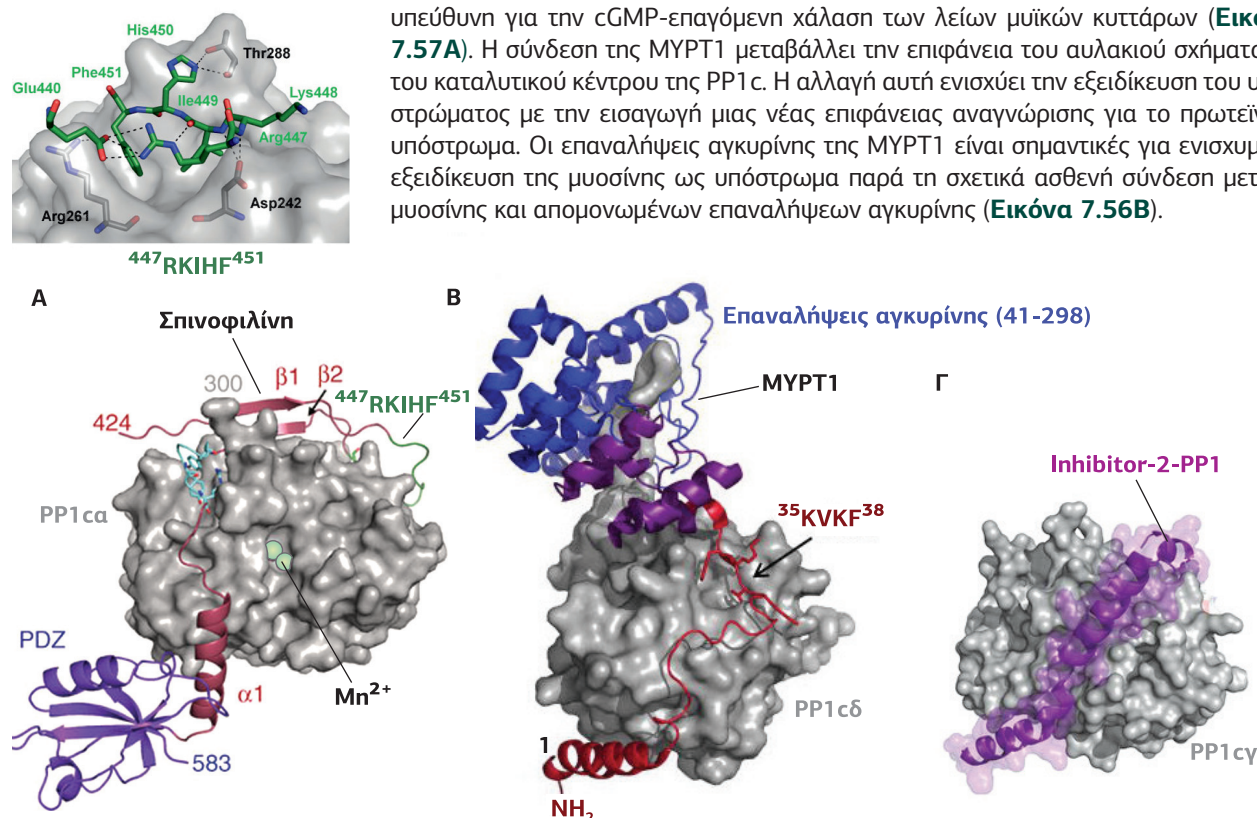 His450
Thr288
Phe451
Glu440
Ile449
Lys448
Arg447
Arg261
Asp242
⁴⁴⁷RKIHF⁴⁵¹
υπεύθυνη για την cGMP-επαγόμενη χάλαση των λείων μυϊκών κυττάρων (Εικό
7.57A). Η σύνδεση της MYPT1 μεταβάλλει την επιφάνεια του αυλακιού σχήματο
του καταλυτικού κέντρου της PP1c. Η αλλαγή αυτή ενισχύει την εξειδίκευση του υ
στρώματος με την εισαγωγή μιας νέας επιφάνειας αναγνώρισης για το πρωτεϊν
υπόστρωμα. Οι επαναλήψεις αγκυρίνης της MYPT1 είναι σημαντικές για ενισχυμ
εξειδίκευση της μυοσίνης ως υπόστρωμα παρά τη σχετικά ασθενή σύνδεση μετ
μυοσίνης και απομονωμένων επαναλήψεων αγκυρίνης (Εικόνα 7.56B).
A
Σπινοφιλίνη
300
β1
β2
⁴⁴⁷RKIHF⁴⁵¹
424
PP1cα
PDZ
α1
Mn²⁺
583
B
Επαναλήψεις αγκυρίνης (41-298)
MYPT1
³⁵KVKF³⁸
PP1cδ
1
NH₂
Γ
Inhibitor-2-PP1
PP1cγ